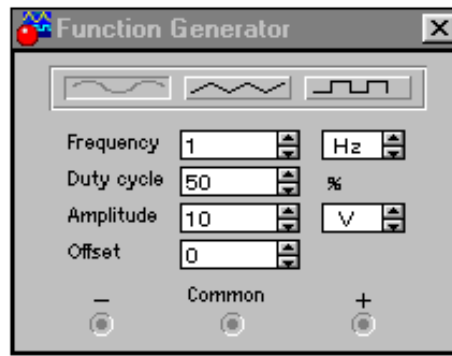 Function Generator
Frequency 1 Hz
Duty cycle 50 %
Amplitude 10 V
Offset 0
− Common +